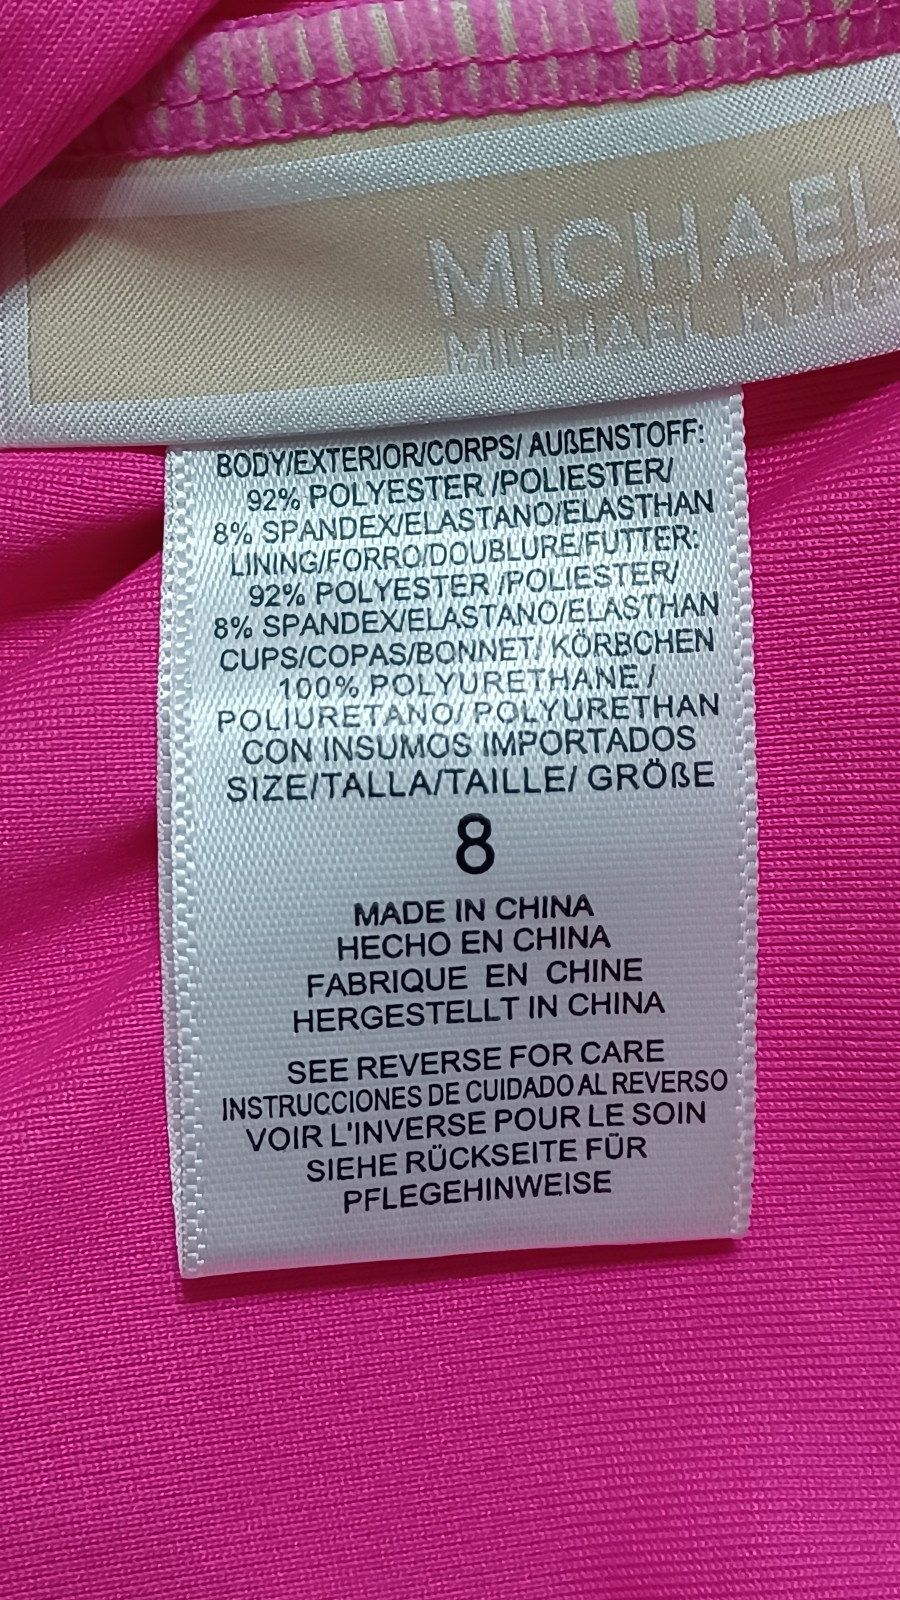 MICHAEL
MICHAEL KORS
BODY/EXTERIOR/CORPS/ AUßENSTOFF:
92% POLYESTER /POLIESTER/
8% SPANDEX/ELASTANO/ELASTHAN
LINING/FORRO/DOUBLURE/FUTTER:
92% POLYESTER /POLIESTER/
8% SPANDEX/ELASTANO/ELASTHAN
CUPS/COPAS/BONNET/ KÖRBCHEN
100% POLYURETHANE /
POLIURETANO/ POLYURETHAN
CON INSUMOS IMPORTADOS
SIZE/TALLA/TAILLE/ GRÖßE
8
MADE IN CHINA
HECHO EN CHINA
FABRIQUE EN CHINE
HERGESTELLT IN CHINA
SEE REVERSE FOR CARE
INSTRUCCIONES DE CUIDADO AL REVERSO
VOIR L'INVERSE POUR LE SOIN
SIEHE RÜCKSEITE FÜR
PFLEGEHINWEISE